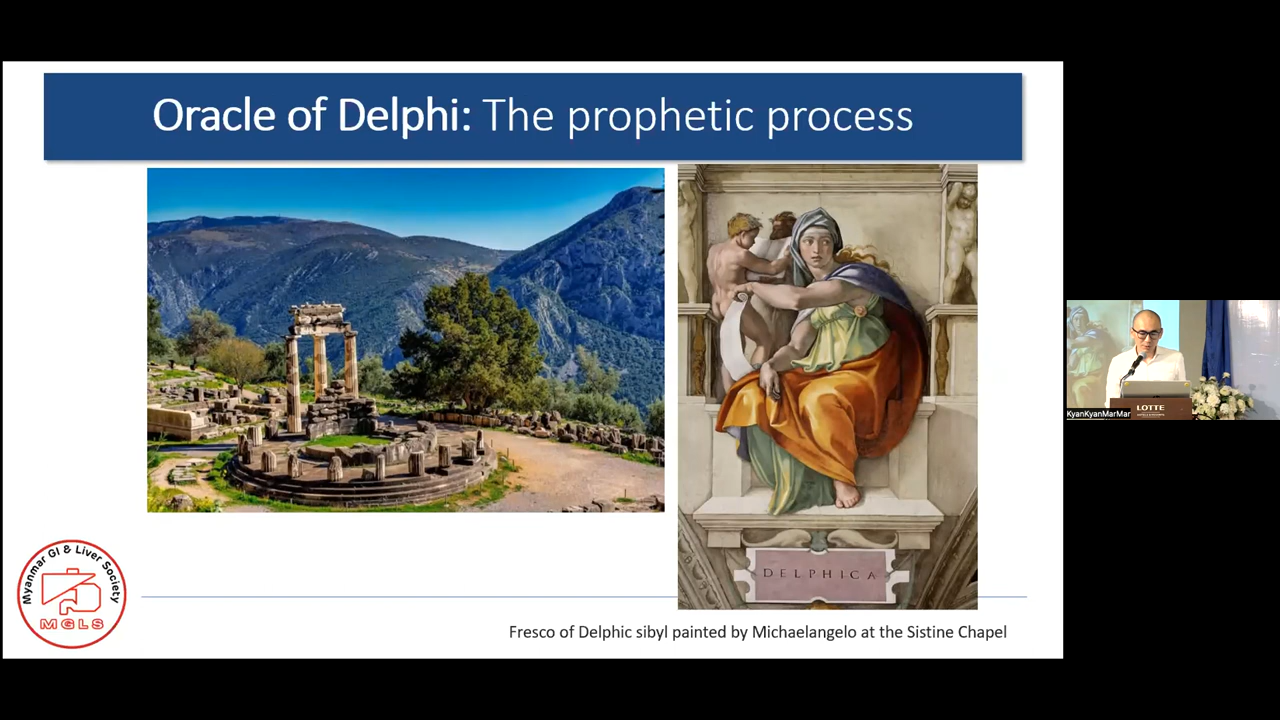 Oracle of Delphi: The prophetic process
DELPHICA
Myanmar GI & Liver Society
MGLS
Fresco of Delphic sibyl painted by Michaelangelo at the Sistine Chapel
KyanKyanMarMar
LOTTE